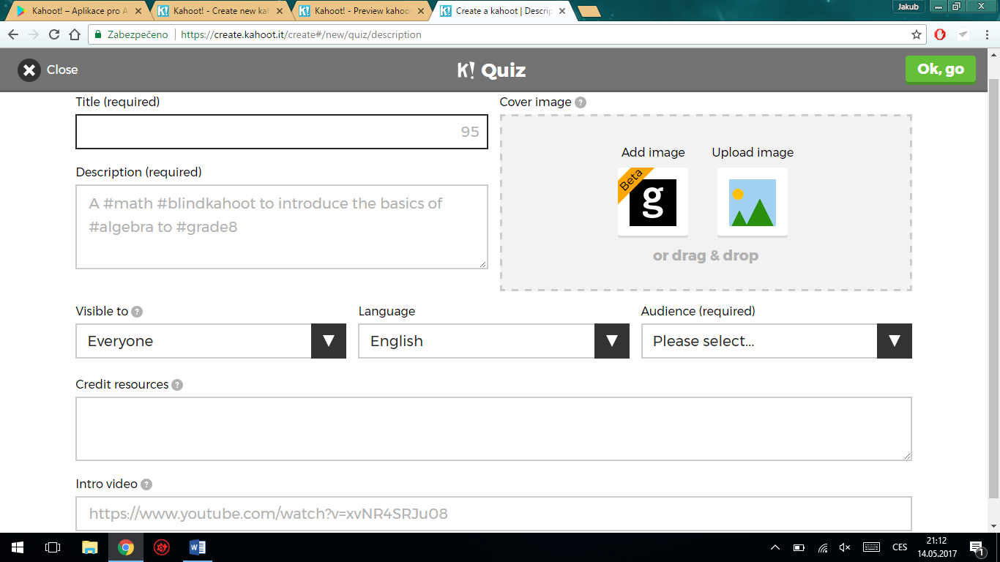 Kahoot! – Aplikace pro A
Kahoot! - Create new kah
Kahoot! - Preview kahoot
Create a kahoot | Descrip
Jakub
Zabezpečeno
https://create.kahoot.it/create#/new/quiz/description
Close
K! Quiz
Ok, go
Title (required)
95
Cover image ?
Add image
Upload image
Beta
g
or drag & drop
Description (required)
A #math #blindkahoot to introduce the basics of
#algebra to #grade8
Visible to ?
Everyone
Language
English
Audience (required)
Please select...
Credit resources ?
Intro video ?
https://www.youtube.com/watch?v=xvNR4SRJu08
CES
21:12
14.05.2017
1